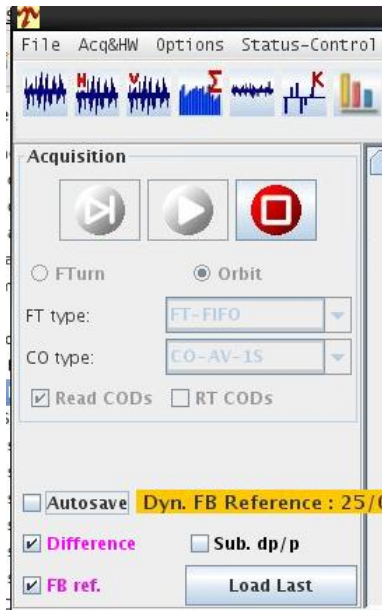 File Acq&HW Options Status-Control
H V Σ K
Acquisition
FTurn Orbit
FT type: FT-FIFO
CO type: CO-AV-1S
Read CODs RT CODs
Autosave Dyn. FB Reference : 25/
Difference Sub. dp/p
FB ref. Load Last